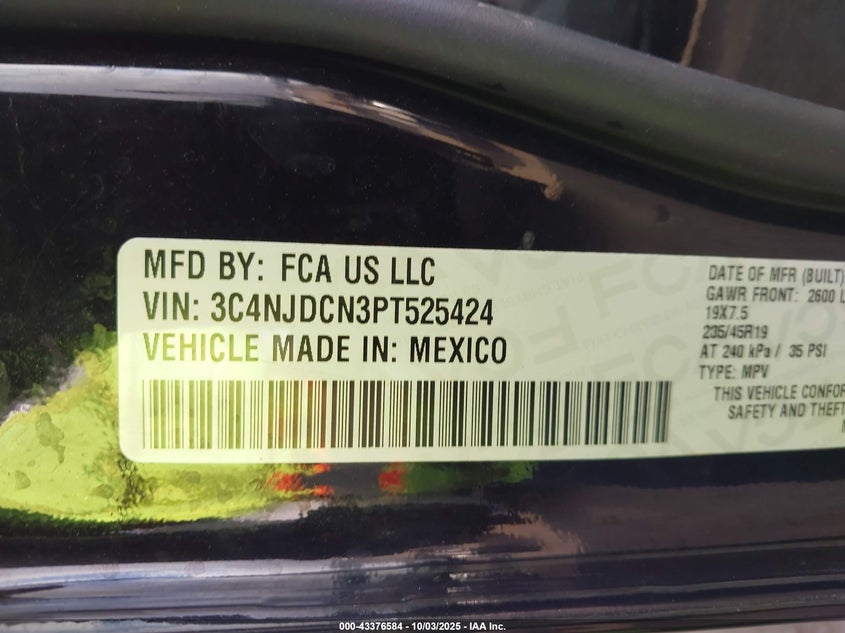 MFD BY: FCA US LLC
VIN: 3C4NJDCN3PT525424
VEHICLE MADE IN: MEXICO
DATE OF MFR (BUILT)
GAWR FRONT: 2600 L
19X7.5
235/45R19
AT 240 kPa / 35 PSI
TYPE: MPV
THIS VEHICLE CONFOR
SAFETY AND THEFT
000-43376584 - 10/03/2025 - IAA Inc.